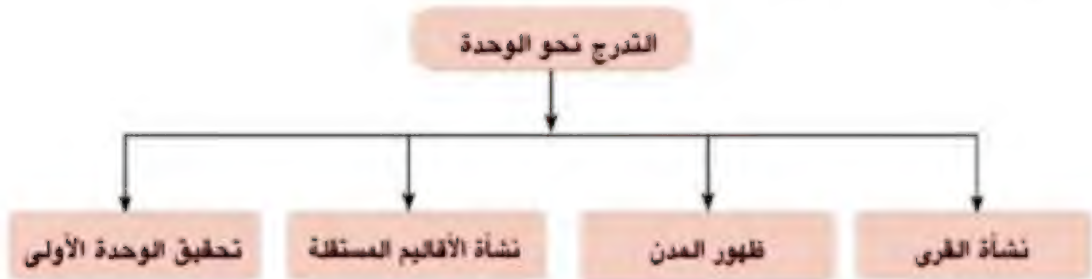 التدرج نحو الوحدة
نشأة القرى
ظهور المدن
نشأة الأقاليم المستقلة
تحقيق الوحدة الأولى